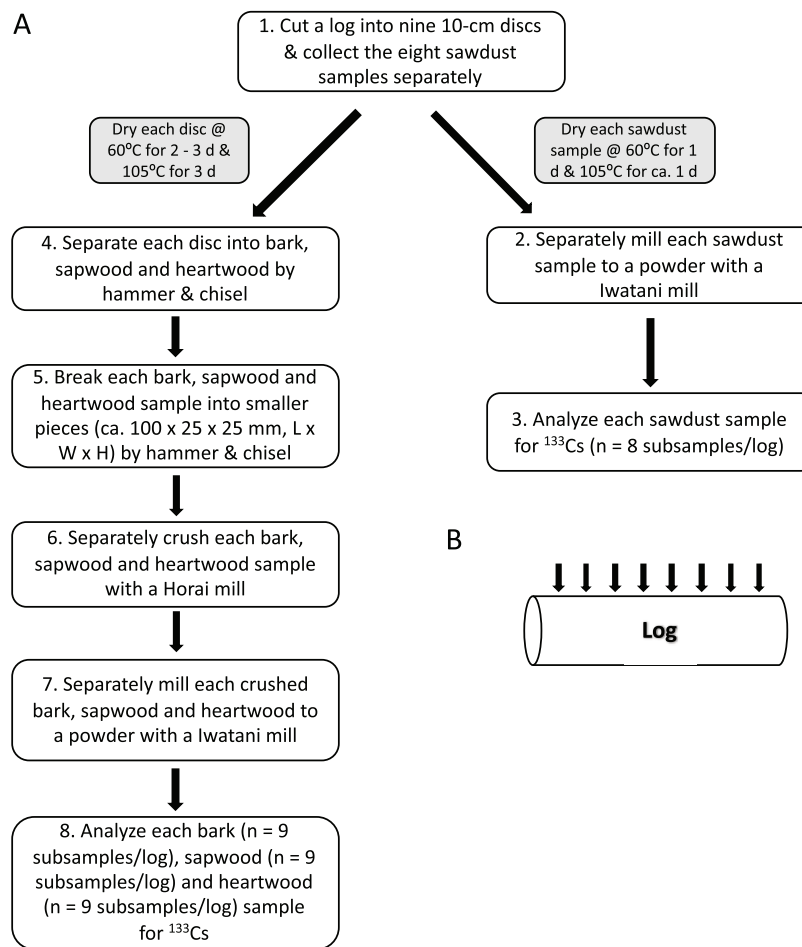 A
1. Cut a log into nine 10-cm discs
& collect the eight sawdust
samples separately
Dry each disc @
60⁰C for 2 - 3 d &
105⁰C for 3 d
Dry each sawdust
sample @ 60⁰C for 1
d & 105⁰C for ca. 1 d
4. Separate each disc into bark,
sapwood and heartwood by
hammer & chisel
2. Separately mill each sawdust
sample to a powder with a
Iwatani mill
5. Break each bark, sapwood and
heartwood sample into smaller
pieces (ca. 100 x 25 x 25 mm, L x
W x H) by hammer & chisel
3. Analyze each sawdust sample
for ¹³³Cs (n = 8 subsamples/log)
6. Separately crush each bark,
sapwood and heartwood sample
with a Horai mill
B
Log
7. Separately mill each crushed
bark, sapwood and heartwood to
a powder with a Iwatani mill
8. Analyze each bark (n = 9
subsamples/log), sapwood (n = 9
subsamples/log) and heartwood
(n = 9 subsamples/log) sample
for ¹³³Cs